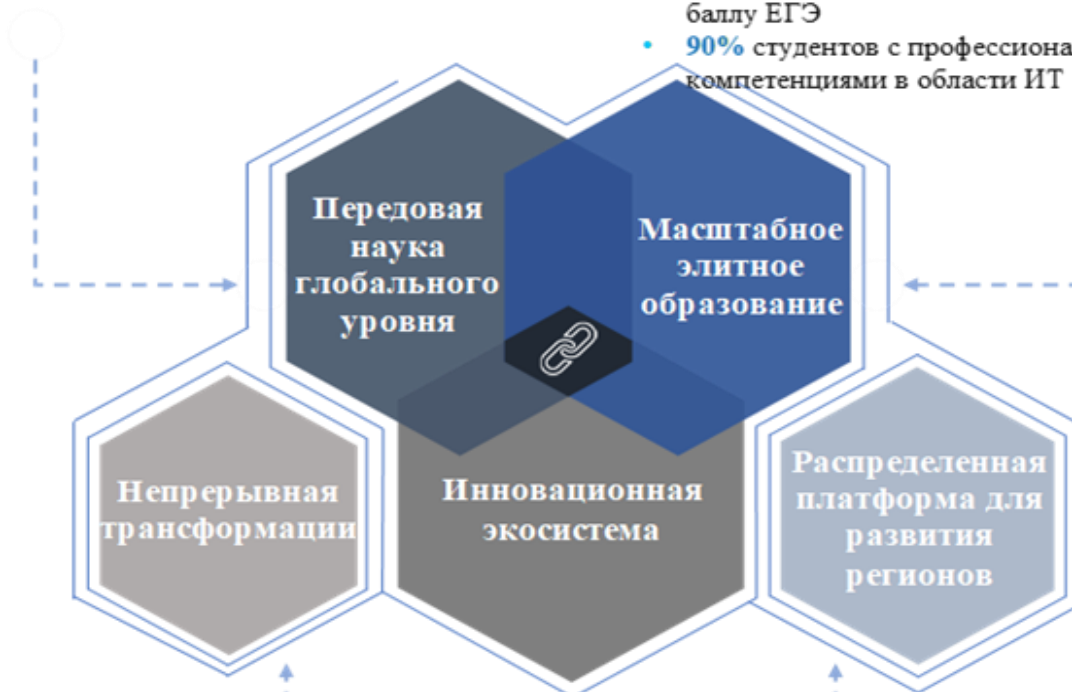 баллу ЕГЭ
• 90% студентов с профессиона
компетенциями в области ИТ
Передовая
наука
глобального
уровня
Масштабное
элитное
образование
Непрерывная
трансформации
Инновационная
экосистема
Распределенная
платформа для
развития
регионов